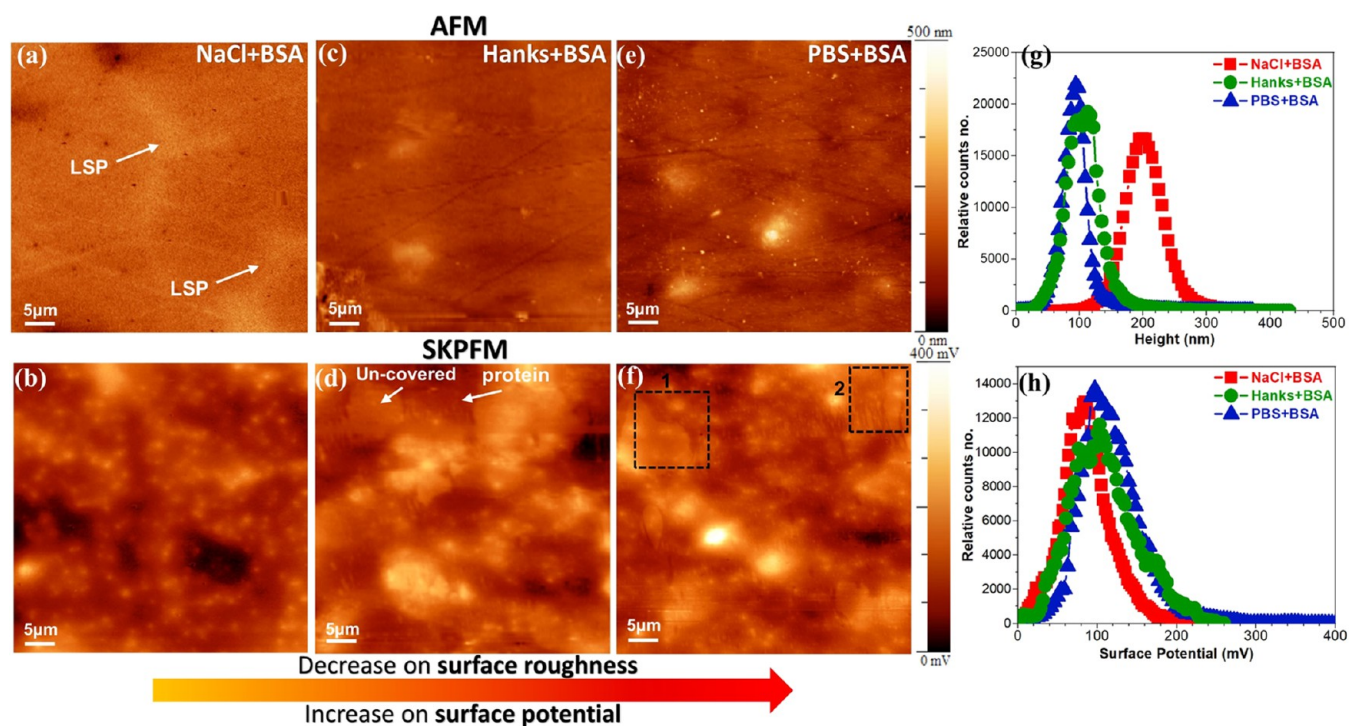 AFM
(a) NaCl+BSA
LSP
LSP
5μm
(c) Hanks+BSA
5μm
(e) PBS+BSA
5μm
500 nm
0 nm
SKPFM
400 mV
(b)
5μm
(d)
Un-covered protein
5μm
(f)
1
2
5μm
0 mV
Decrease on surface roughness
Increase on surface potential
(g)
NaCl+BSA
Hanks+BSA
PBS+BSA
Relative counts no.
25000
20000
15000
10000
5000
0
0 100 200 300 400 500
Height (nm)
(h)
NaCl+BSA
Hanks+BSA
PBS+BSA
Relative counts no.
14000
12000
10000
8000
6000
4000
2000
0
0 100 200 300 400
Surface Potential (mV)